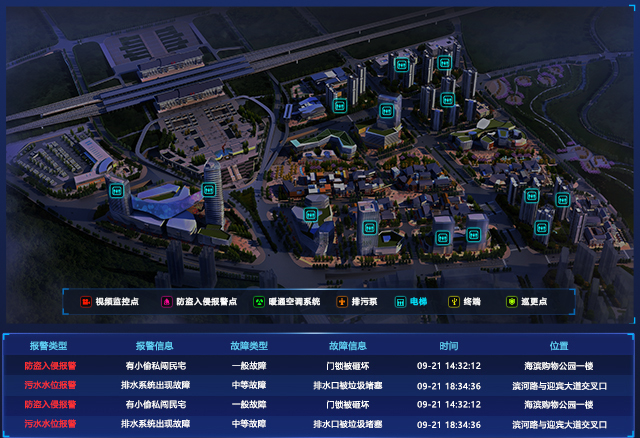 视频监控点 防盗入侵报警点 暖通空调系统 排污泵 电梯 终端 巡更点
报警类型 报警信息 故障类型 故障信息 时间 位置
防盗入侵报警 有小偷私闯民宅 一般故障 门锁被砸坏 09-21 14:32:12 海滨购物公园一楼
污水水位报警 排水系统出现故障 中等故障 排水口被垃圾堵塞 09-21 18:34:36 滨河路与迎宾大道交叉口
防盗入侵报警 有小偷私闯民宅 一般故障 门锁被砸坏 09-21 14:32:12 海滨购物公园一楼
污水水位报警 排水系统出现故障 中等故障 排水口被垃圾堵塞 09-21 18:34:36 滨河路与迎宾大道交叉口